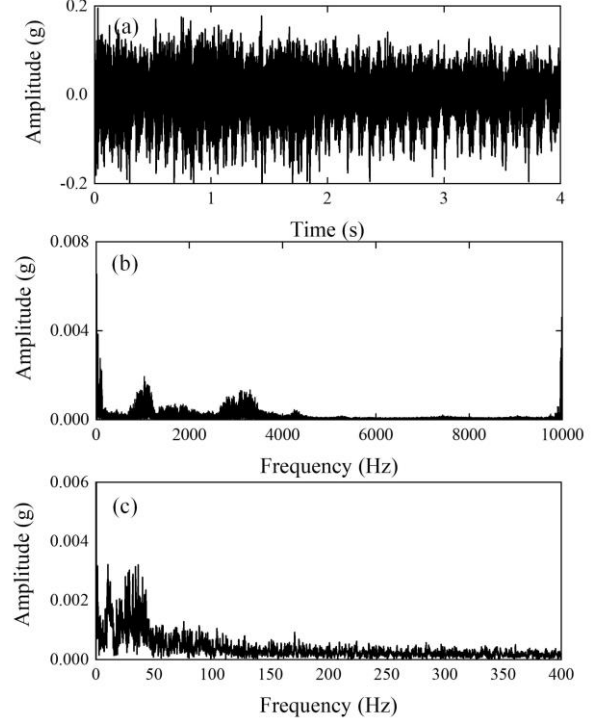 0.2
(a)
Amplitude (g)
0.0
-0.2
0 1 2 3 4
Time (s)
0.008
(b)
Amplitude (g)
0.004
0.000
0 2000 4000 6000 8000 10000
Frequency (Hz)
0.006
(c)
Amplitude (g)
0.004
0.002
0.000
0 50 100 150 200 250 300 350 400
Frequency (Hz)